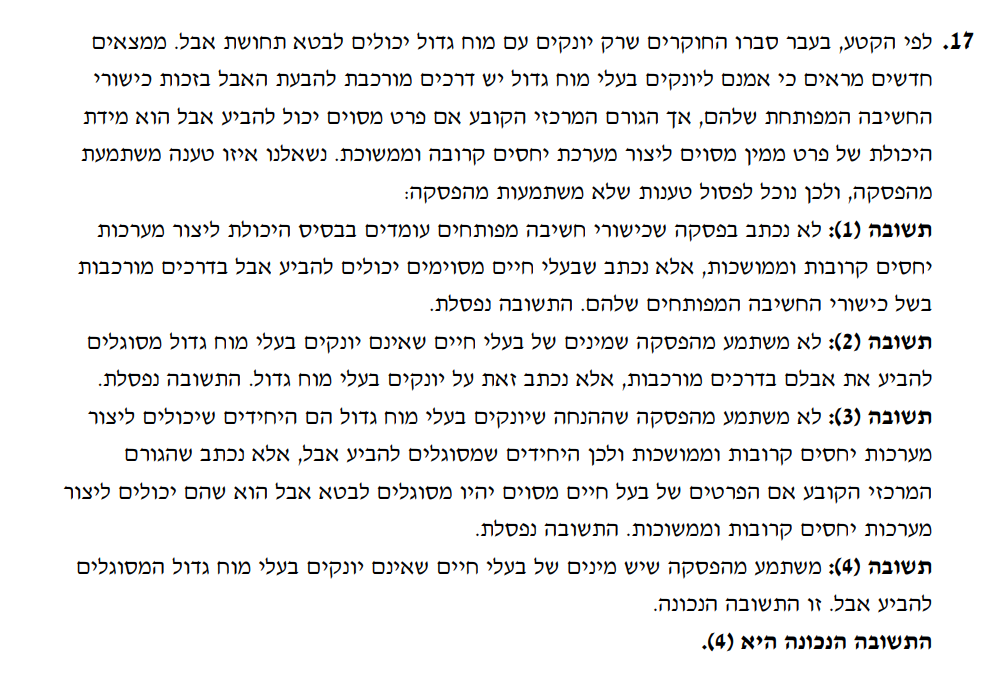 17. לפי הקטע, בעבר סברו החוקרים שרק יונקים עם מוח גדול יכולים לבטא תחושת אבל. ממצאים
חדשים מראים כי אמנם ליונקים בעלי מוח גדול יש דרכים מורכבת להבעת האבל בזכות כישורי
החשיבה המפותחת שלהם, אך הגורם המרכזי הקובע אם פרט מסוים יכול להביע אבל הוא מידת
היכולת של פרט ממין מסוים ליצור מערכת יחסים קרובה וממושכת. נשאלנו איזו טענה משתמעת
מהפסקה, ולכן נוכל לפסול טענות שלא משתמעות מהפסקה:
תשובה (1): לא נכתב בפסקה שכישורי חשיבה מפותחים עומדים בבסיס היכולת ליצור מערכות
יחסים קרובות וממושכות, אלא נכתב שבעלי חיים מסוימים יכולים להביע אבל בדרכים מורכבות
בשל כישורי החשיבה המפותחים שלהם. התשובה נפסלת.
תשובה (2): לא משתמע מהפסקה שמינים של בעלי חיים שאינם יונקים בעלי מוח גדול מסוגלים
להביע את אבלם בדרכים מורכבות, אלא נכתב זאת על יונקים בעלי מוח גדול. התשובה נפסלת.
תשובה (3): לא משתמע מהפסקה שההנחה שיונקים בעלי מוח גדול הם היחידים שיכולים ליצור
מערכות יחסים קרובות וממושכות ולכן היחידים שמסוגלים להביע אבל, אלא נכתב שהגורם
המרכזי הקובע אם הפרטים של בעל חיים מסוים יהיו מסוגלים לבטא אבל הוא שהם יכולים ליצור
מערכות יחסים קרובות וממשוכות. התשובה נפסלת.
תשובה (4): משתמע מהפסקה שיש מינים של בעלי חיים שאינם יונקים בעלי מוח גדול המסוגלים
להביע אבל. זו התשובה הנכונה.
התשובה הנכונה היא (4).